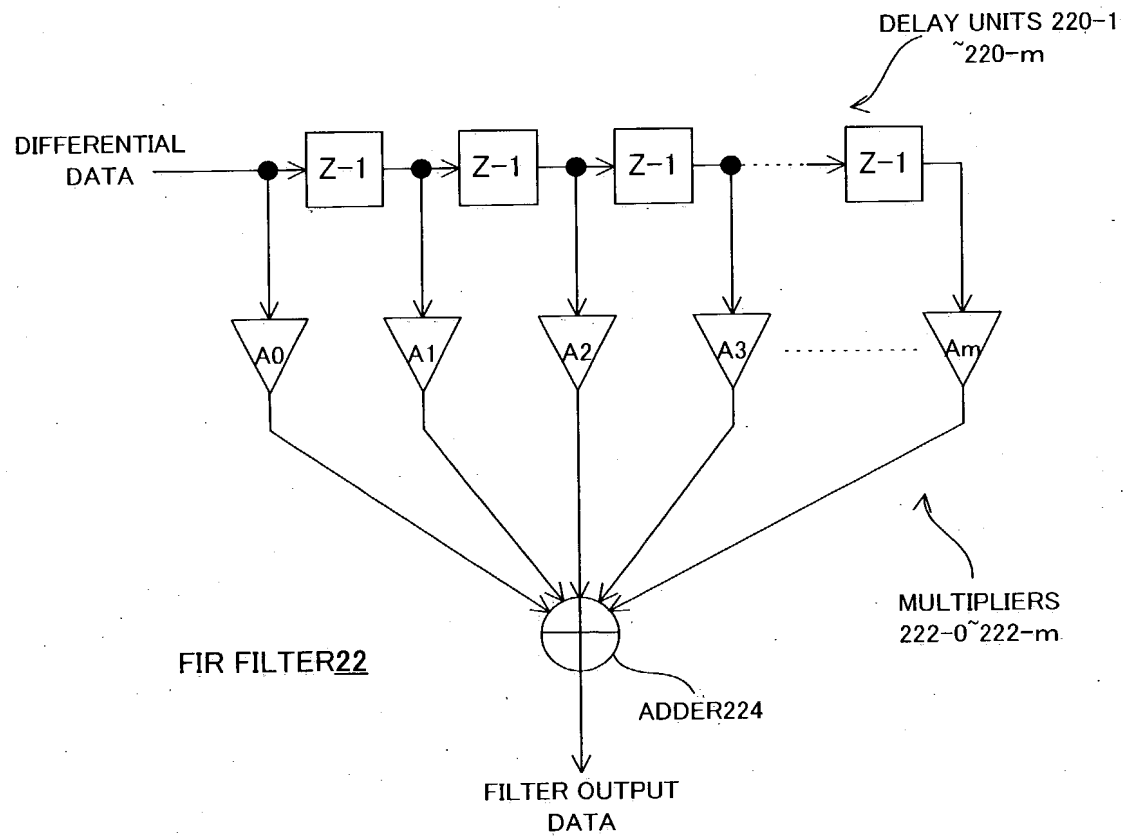 DELAY UNITS 220-1
~220-m
DIFFERENTIAL
DATA
Z-1
Z-1
Z-1
Z-1
A0
A1
A2
A3
Am
MULTIPLIERS
222-0~222-m
FIR FILTER22
ADDER224
FILTER OUTPUT
DATA